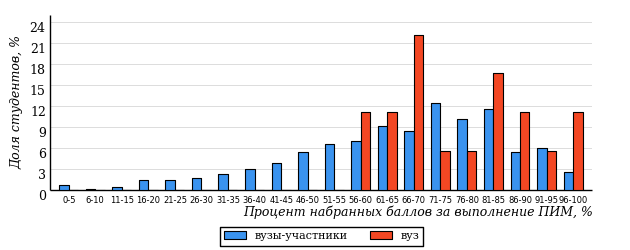 Доля студентов, %
24
21
18
15
12
9
6
3
0
0-5 6-10 11-15 16-20 21-25 26-30 31-35 36-40 41-45 46-50 51-55 56-60 61-65 66-70 71-75 76-80 81-85 86-90 91-95 96-100
Процент набранных баллов за выполнение ПИМ, %
вузы-участники вуз